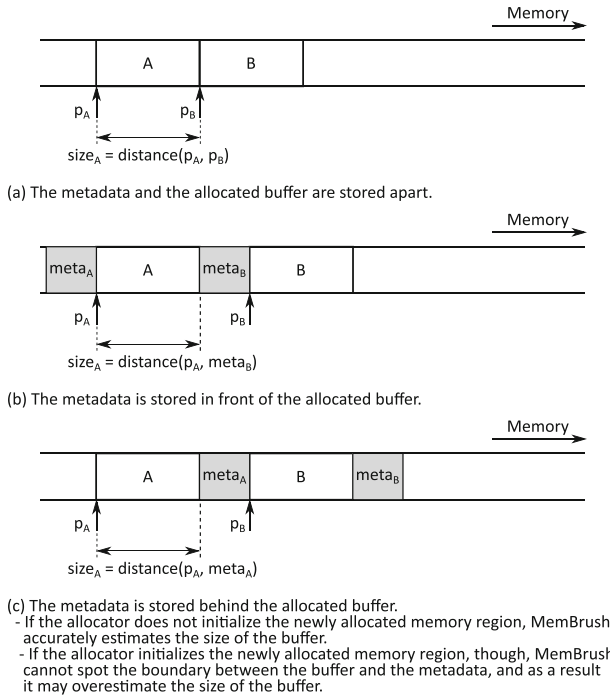 Memory
A B
pA pB
sizeA = distance(pA, pB)
(a) The metadata and the allocated buffer are stored apart.
Memory
metaA A metaB B
pA pB
sizeA = distance(pA, metaB)
(b) The metadata is stored in front of the allocated buffer.
Memory
A metaA B metaB
pA pB
sizeA = distance(pA, metaA)
(c) The metadata is stored behind the allocated buffer.
- If the allocator does not initialize the newly allocated memory region, MemBrush
accurately estimates the size of the buffer.
- If the allocator initializes the newly allocated memory region, though, MemBrush
cannot spot the boundary between the buffer and the metadata, and as a result
it may overestimate the size of the buffer.